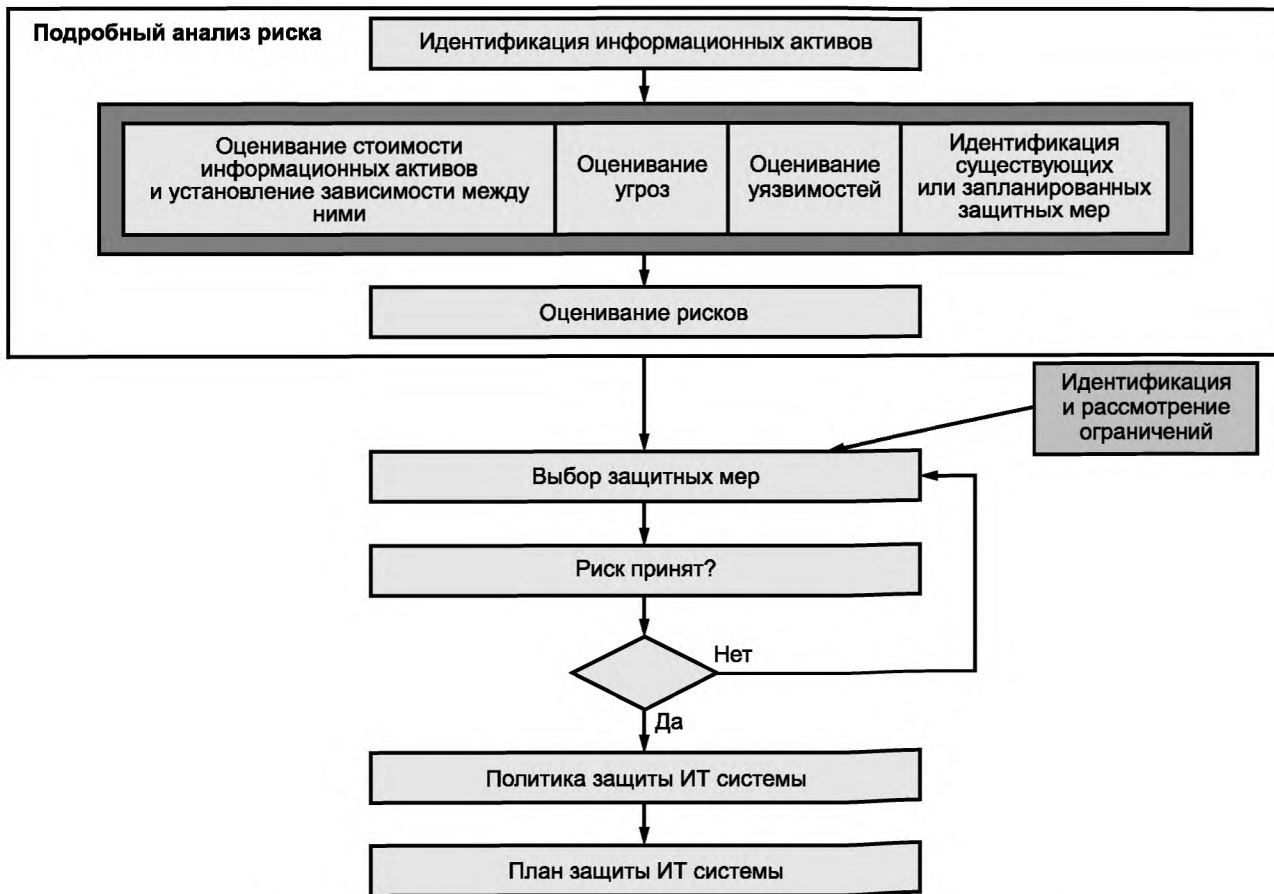 Подробный анализ риска
Идентификация информационных активов
Оценивание стоимости
информационных активов
и установление зависимости между
ними
Оценивание
угроз
Оценивание
уязвимостей
Идентификация
существующих
или запланированных
защитных мер
Оценивание рисков
Идентификация
и рассмотрение
ограничений
Выбор защитных мер
Риск принят?
Нет
Да
Политика защиты ИТ системы
План защиты ИТ системы